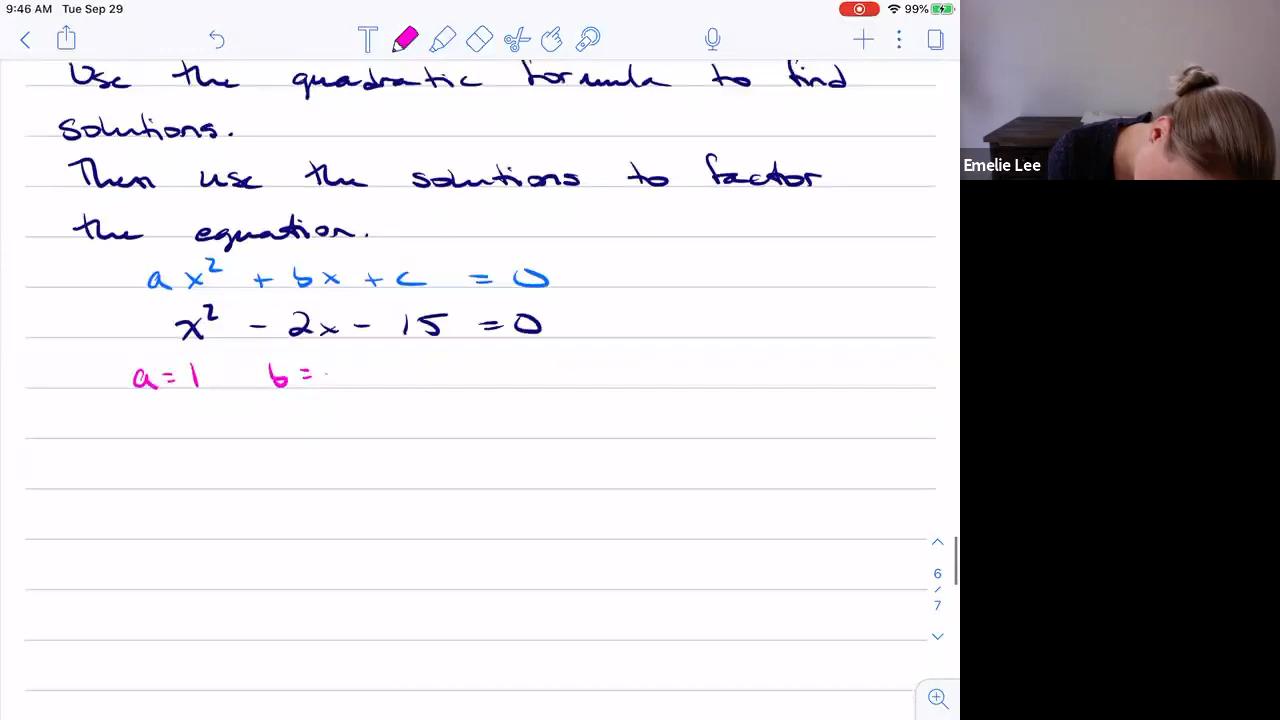 9:46 AM Tue Sep 29
99%
Use the quadratic formula to find
solutions.
Then use the solutions to factor
the equation.
ax² + bx + c = 0
x² - 2x - 15 = 0
a = 1 b =
Emelie Lee
6
/
7